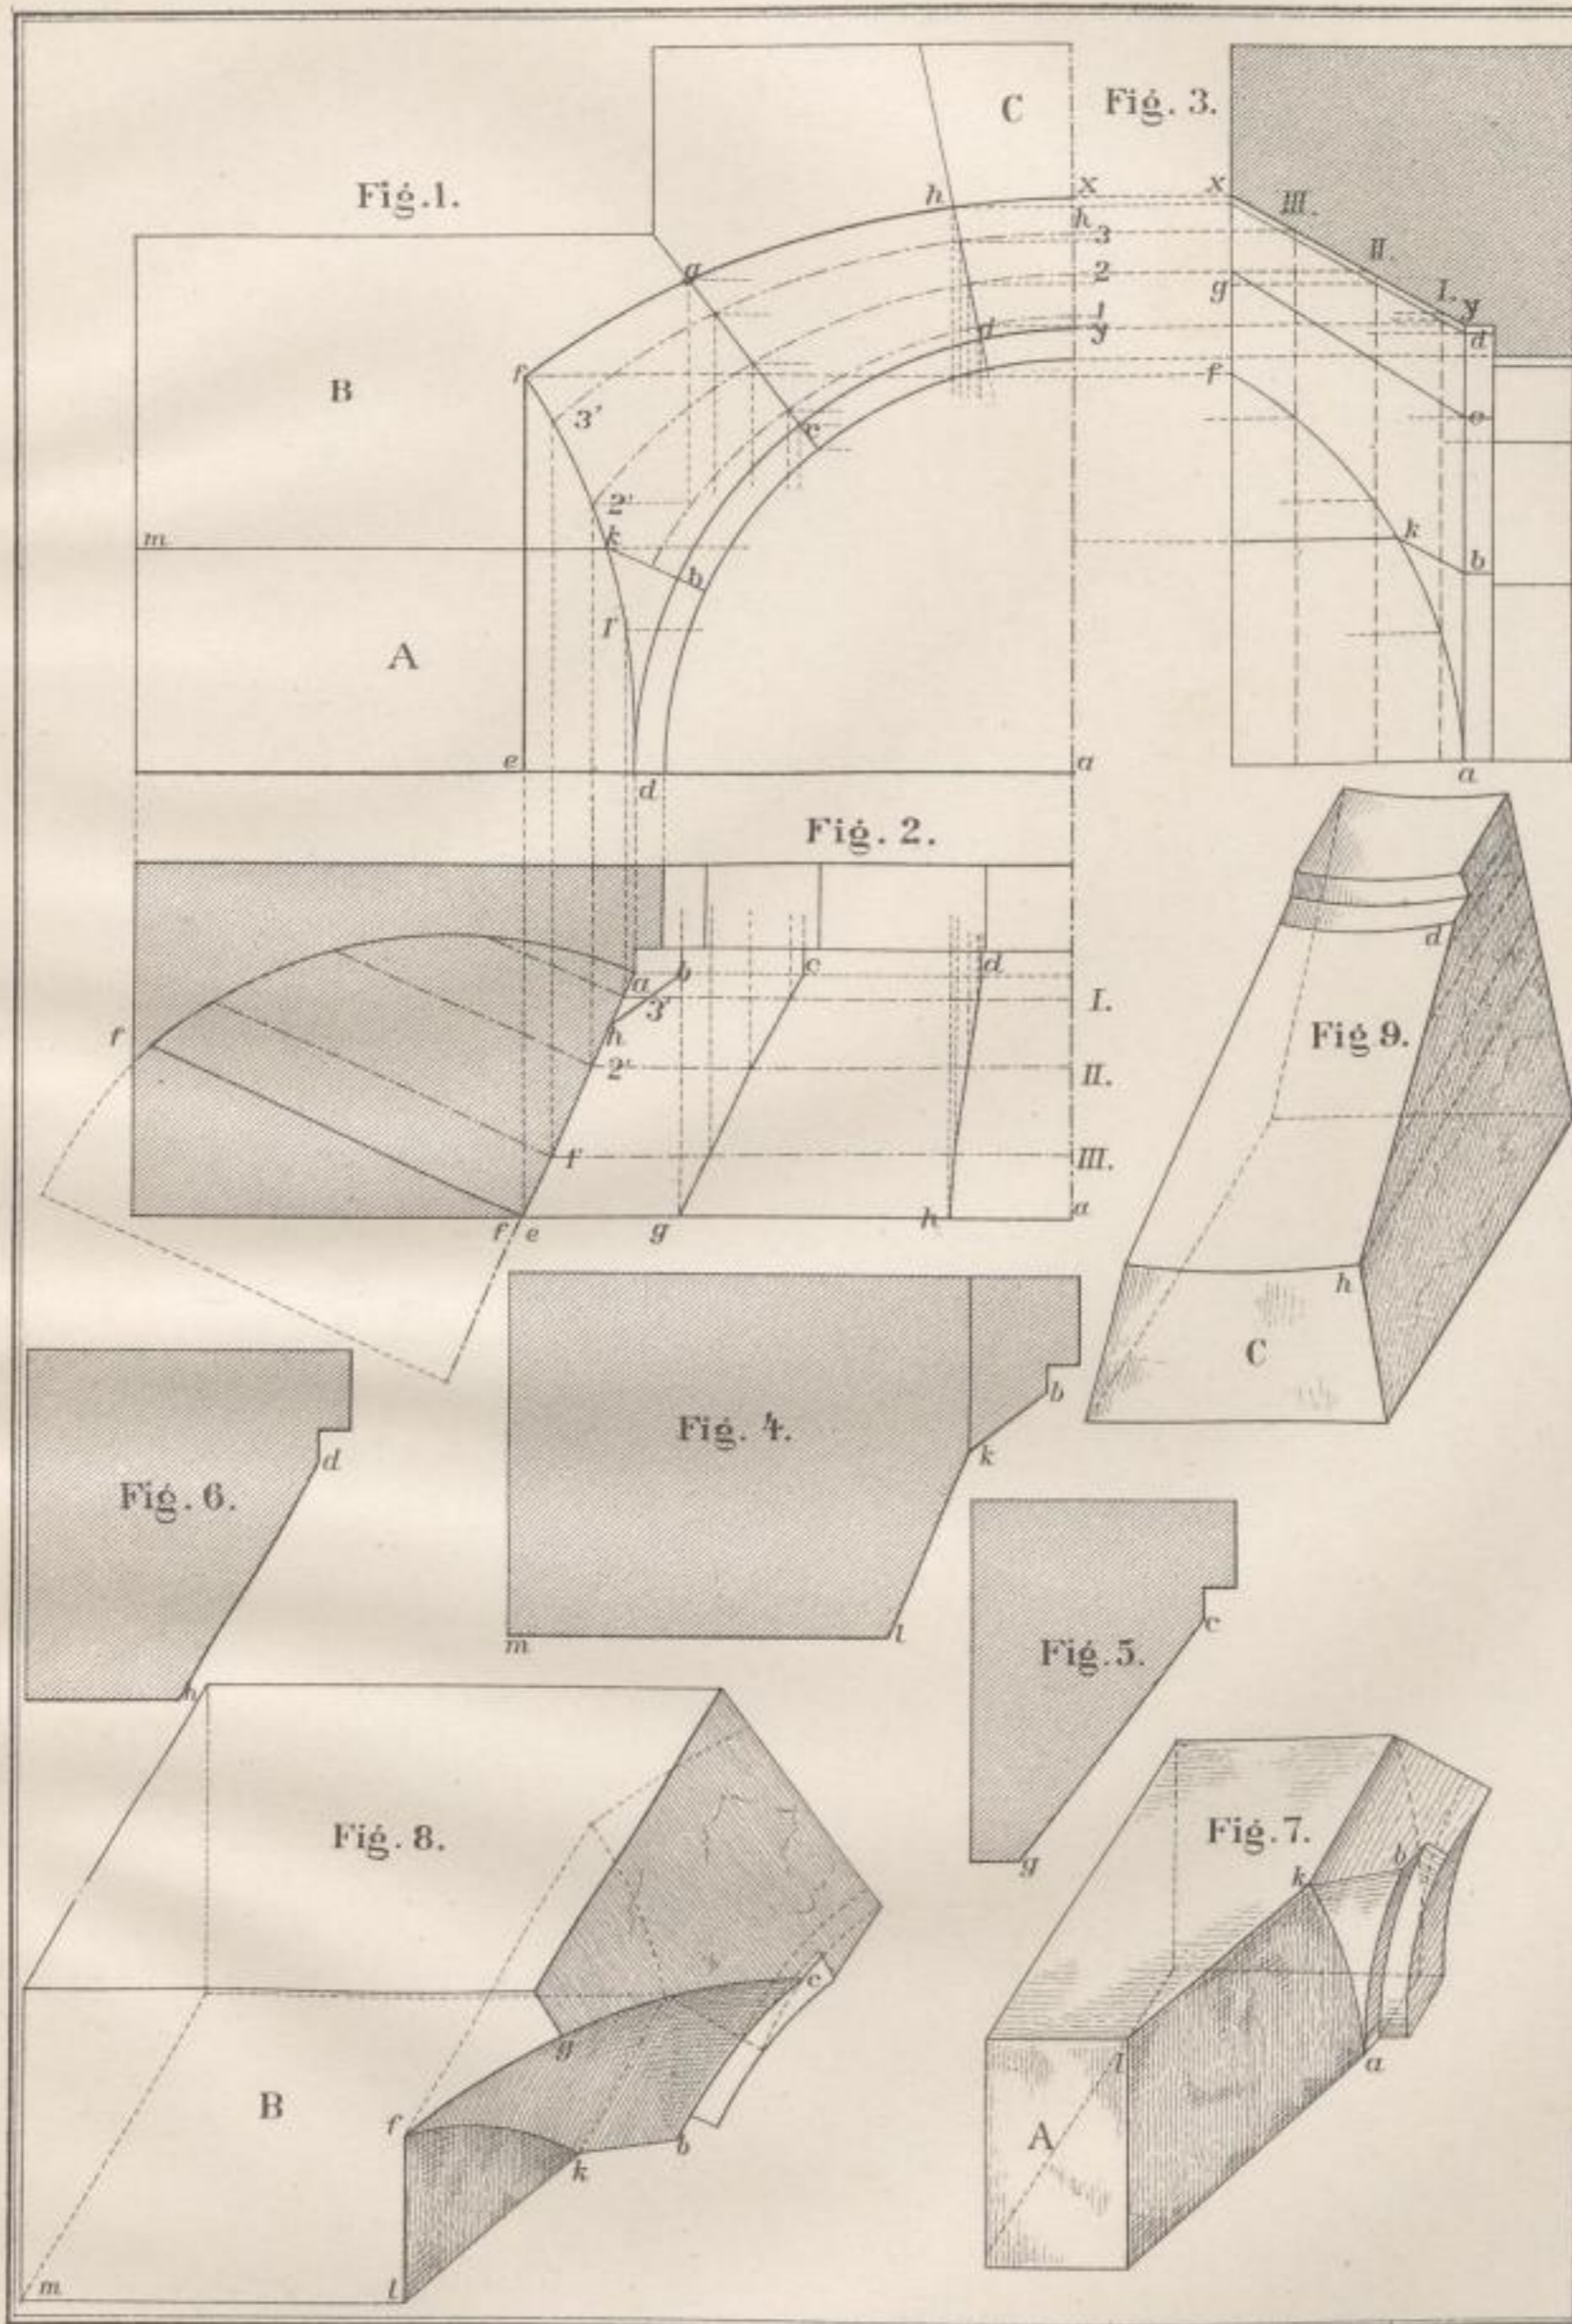 Fig. 1.
C
Fig. 3.
h
x
x
III.
h
3
g
II.
2
g
I.
y
1
d
d
y
B
f
f
3'
c
c
2'
m
k
k
b
b
1'
A
e
d
a
a
Fig. 2.
d
a
b
c
d
3'
I.
Fig 9.
f
h
2'
II.
1'
III.
f
e
g
h
a
h
C
b
Fig. 4.
k
d
Fig. 6.
c
m
l
Fig. 5.
h
g
Fig. 8.
Fig. 7.
b
k
c
g
B
f
l
a
A
b
k
m
l